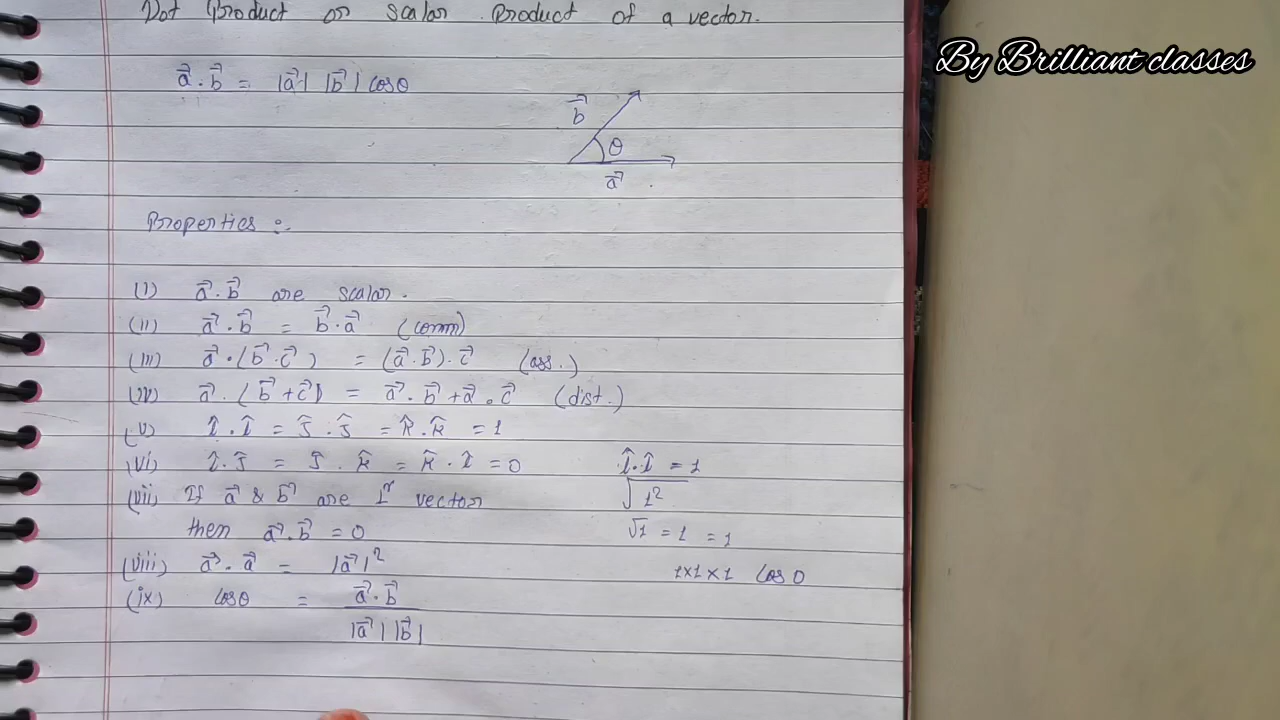 Dot Product or scalar Product of a vector.
By Brilliant classes
a⃗ . b⃗ = |a⃗| |b⃗| cosθ
b⃗
θ
a⃗
Properties :-
(i) a⃗ . b⃗ are scalar.
(ii) a⃗ . b⃗ = b⃗ . a⃗ (comm)
(iii) a⃗ . (b⃗ . c⃗) = (a⃗ . b⃗) . c⃗ (ass.)
(iv) a⃗ . (b⃗ + c⃗) = a⃗ . b⃗ + a⃗ . c⃗ (dist.)
(v) î . î = ĵ . ĵ = k̂ . k̂ = 1
(vi) î . ĵ = ĵ . k̂ = k̂ . î = 0
î . î = 1
(vii) If a⃗ & b⃗ are ⊥r vector
√1²
then a⃗ . b⃗ = 0
√1 = 1 = 1
(viii) a⃗ . a⃗ = |a⃗|²
1×1×1 cos 0
(ix) cosθ = a⃗ . b⃗
|a⃗| |b⃗|